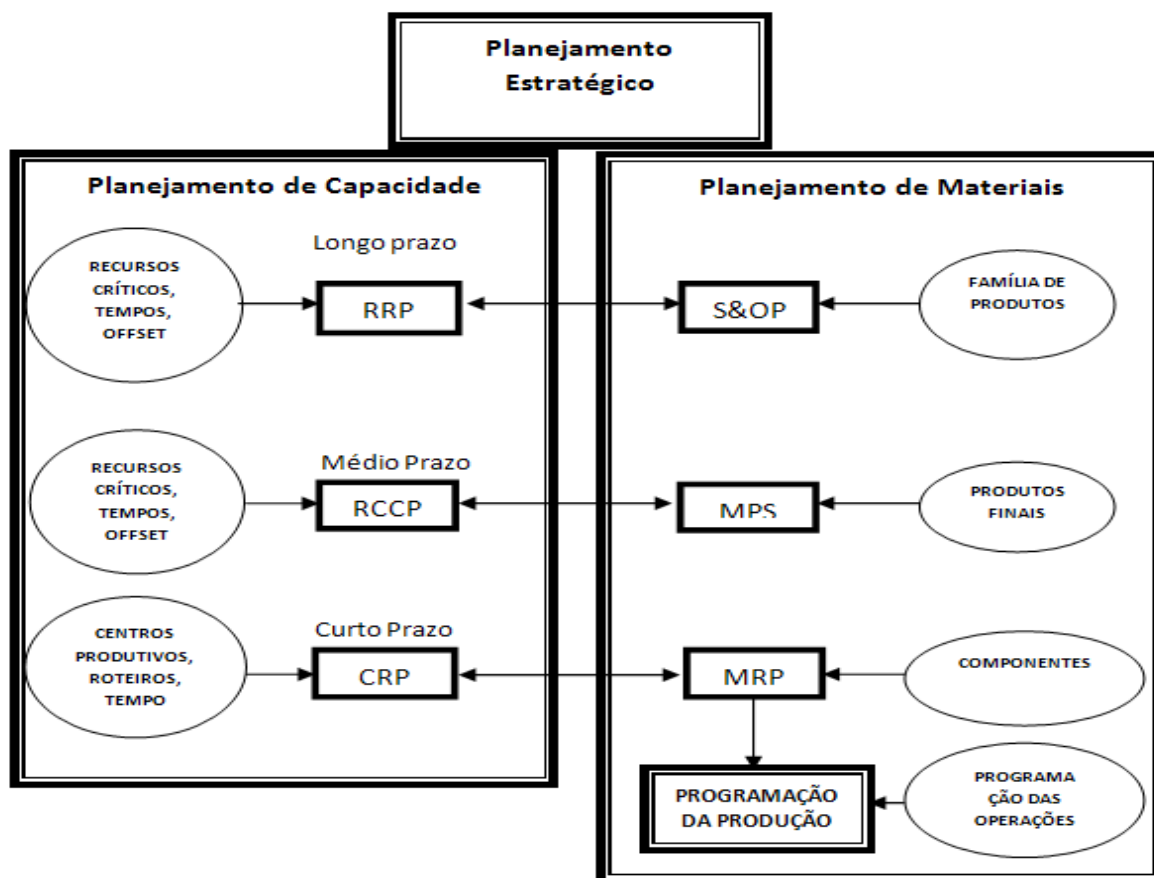 Planejamento
Estratégico
Planejamento de Capacidade
Longo prazo
RECURSOS
CRÍTICOS,
TEMPOS,
OFFSET
RRP
Médio Prazo
RECURSOS
CRÍTICOS,
TEMPOS,
OFFSET
RCCP
Curto Prazo
CENTROS
PRODUTIVOS,
ROTEIROS,
TEMPO
CRP
Planejamento de Materiais
S&OP
FAMÍLIA DE
PRODUTOS
MPS
PRODUTOS
FINAIS
MRP
COMPONENTES
PROGRAMAÇÃO
DA PRODUÇÃO
PROGRAMA
ÇÃO DAS
OPERAÇÕES